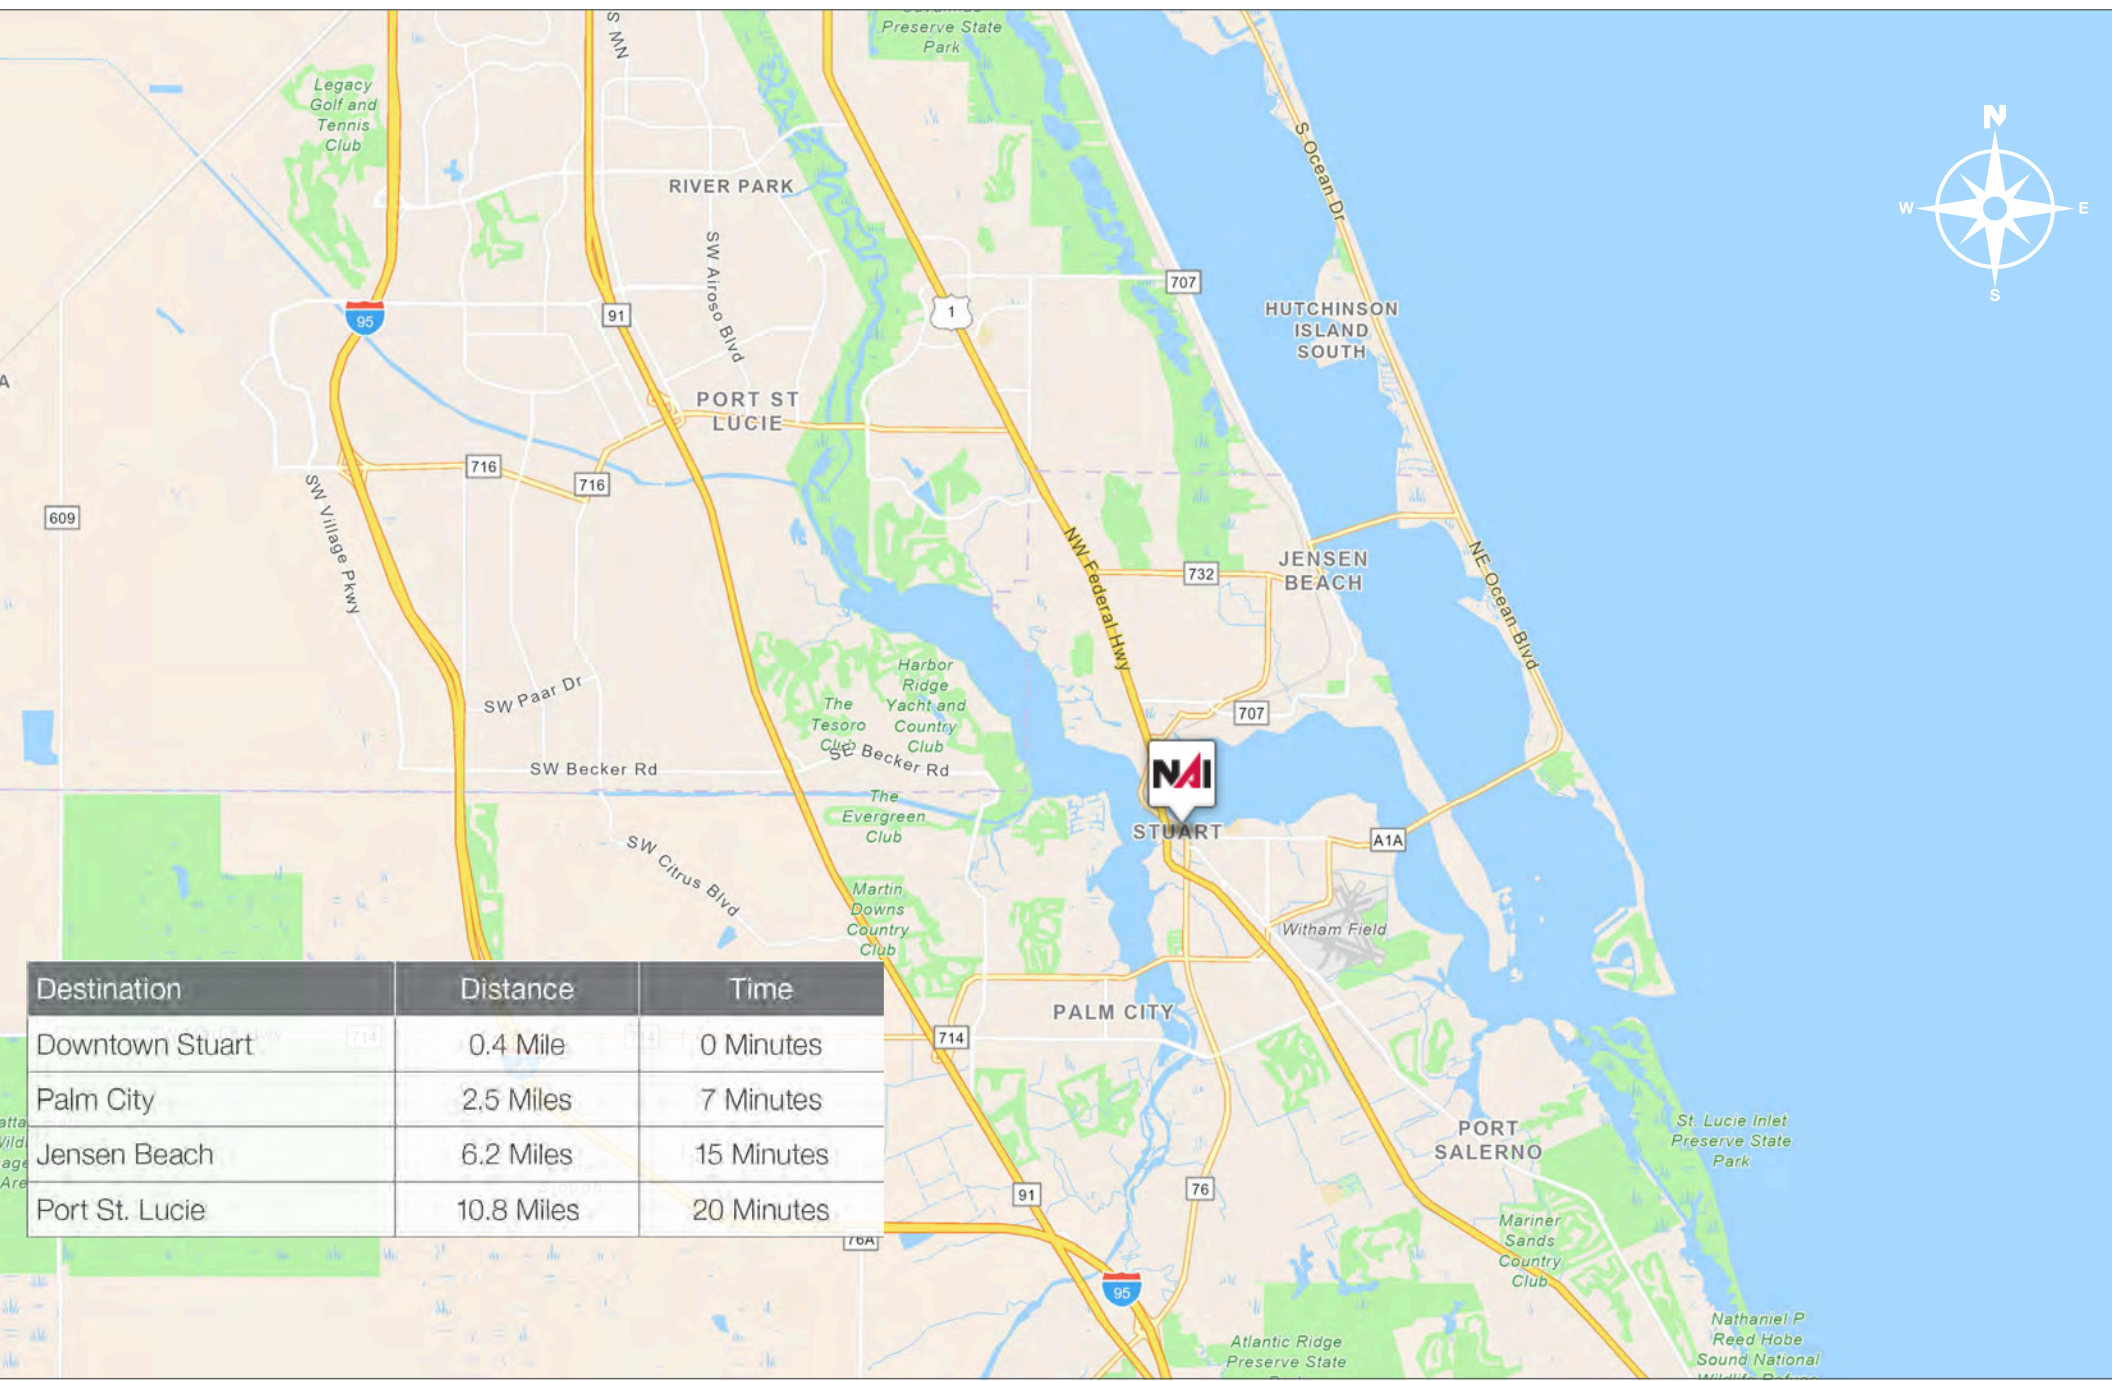 Preserve State
Park
S
NW
Legacy
Golf and
Tennis
Club
N
W
E
S
S Ocean Dr
RIVER PARK
SW Airoso Blvd
707
HUTCHINSON
ISLAND
SOUTH
95
91
1
A
PORT ST
LUCIE
716
716
609
SW Village Pkwy
NW Federal Hwy
JENSEN
BEACH
732
NE Ocean Blvd
Harbor
Ridge
Yacht and
Country
Club
The
Tesoro
Club
SW Paar Dr
707
SW Becker Rd
SE Becker Rd
NAI
The
Evergreen
Club
STUART
A1A
SW Citrus Blvd
Martin
Downs
Country
Club
Witham Field
PALM CITY
714
Destination Distance Time
Downtown Stuart 0.4 Mile 0 Minutes
Palm City 2.5 Miles 7 Minutes
Jensen Beach 6.2 Miles 15 Minutes
Port St. Lucie 10.8 Miles 20 Minutes
714
714
PORT
SALERNO
St. Lucie Inlet
Preserve State
Park
91
76
76A
Mariner
Sands
Country
Club
95
Atlantic Ridge
Preserve State
Nathaniel P
Reed Hobe
Sound National
Wildlife Refuge